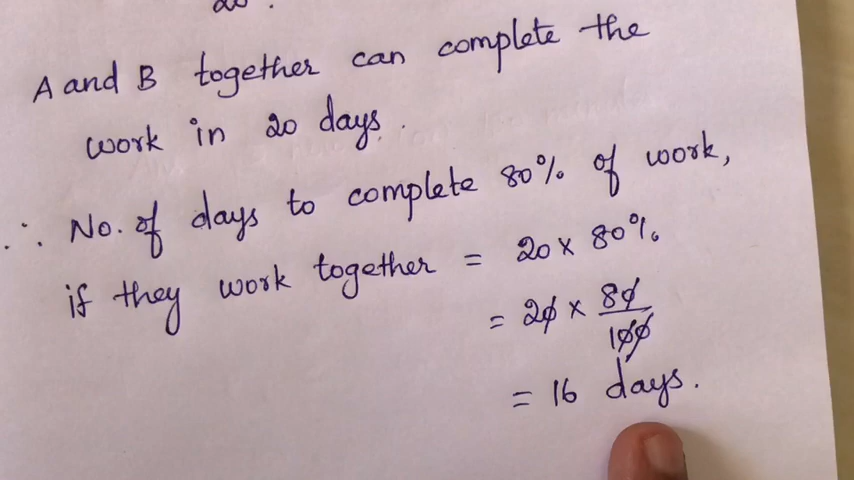 20.
A and B together can complete the
work in 20 days.
∴ No. of days to complete 80% of work,
if they work together = 20 x 80%
= 20 x 80/100
= 16 days.